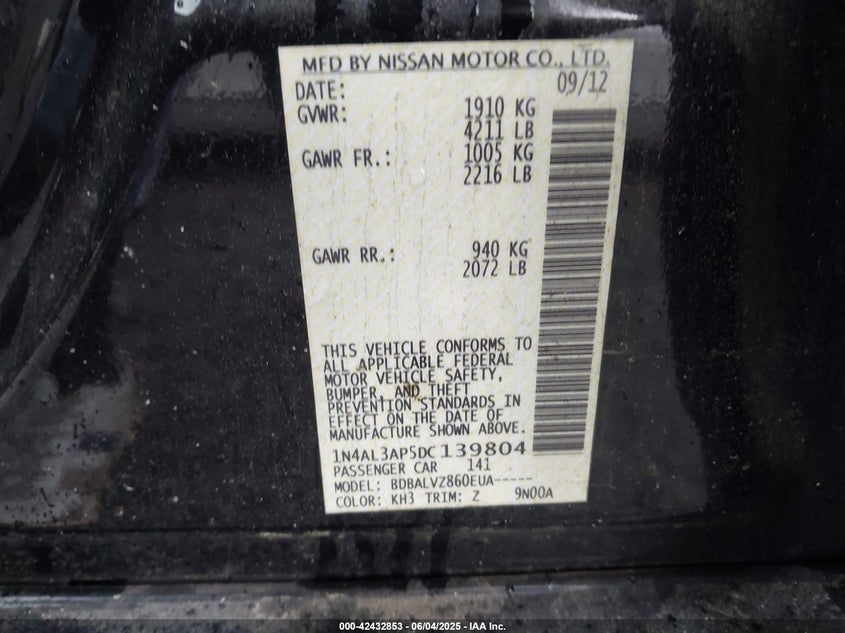 MFD BY NISSAN MOTOR CO., LTD.
DATE: 09/12
GVWR: 1910 KG
4211 LB
GAWR FR.: 1005 KG
2216 LB
GAWR RR.: 940 KG
2072 LB
THIS VEHICLE CONFORMS TO
ALL APPLICABLE FEDERAL
MOTOR VEHICLE SAFETY,
BUMPER, AND THEFT
PREVENTION STANDARDS IN
EFFECT ON THE DATE OF
MANUFACTURE SHOWN ABOVE.
1N4AL3AP5DC139804
PASSENGER CAR 141
MODEL: BDBALVZ860EUA-----
COLOR: KH3 TRIM: Z 9N00A
000-42432853 - 06/04/2025 - IAA Inc.